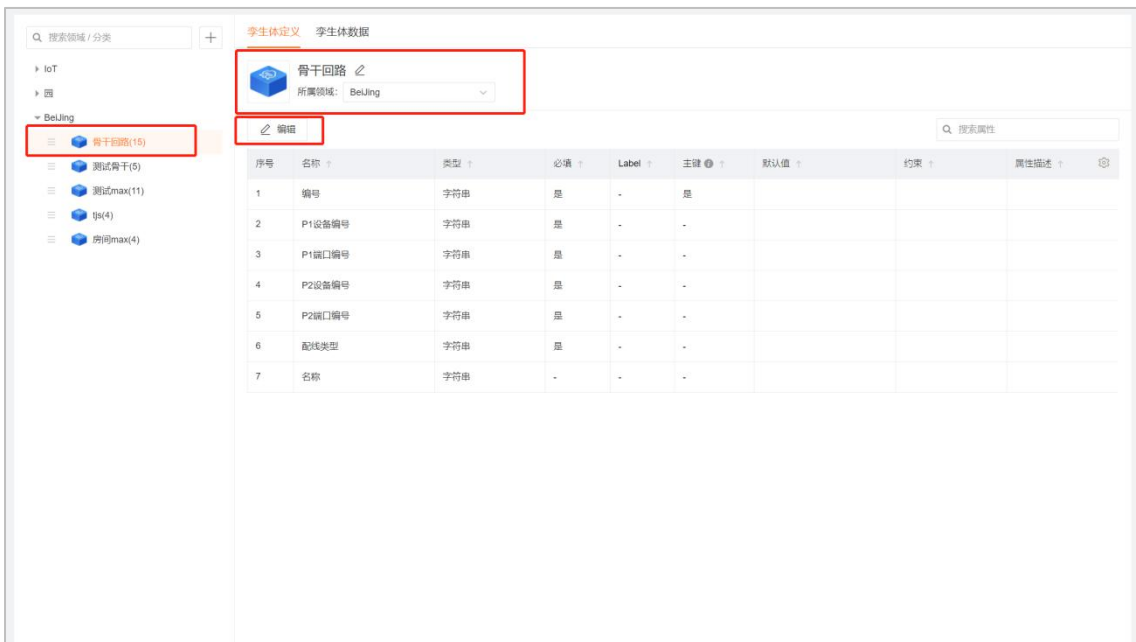 搜索领域 / 分类
IoT
园
BeiJing
骨干回路(15)
测试骨干(5)
测试max(11)
tjs(4)
房间max(4)
孪生体定义 孪生体数据
骨干回路
所属领域： BeiJing
编辑
搜索属性
序号 名称 ↑ 类型 ↑ 必填 ↑ Label ↑ 主键 ↑ 默认值 ↑ 约束 ↑ 属性描述 ↑
1 编号 字符串 是 - 是
2 P1设备编号 字符串 是 - -
3 P1端口编号 字符串 是 - -
4 P2设备编号 字符串 是 - -
5 P2端口编号 字符串 是 - -
6 配线类型 字符串 是 - -
7 名称 字符串 - - -